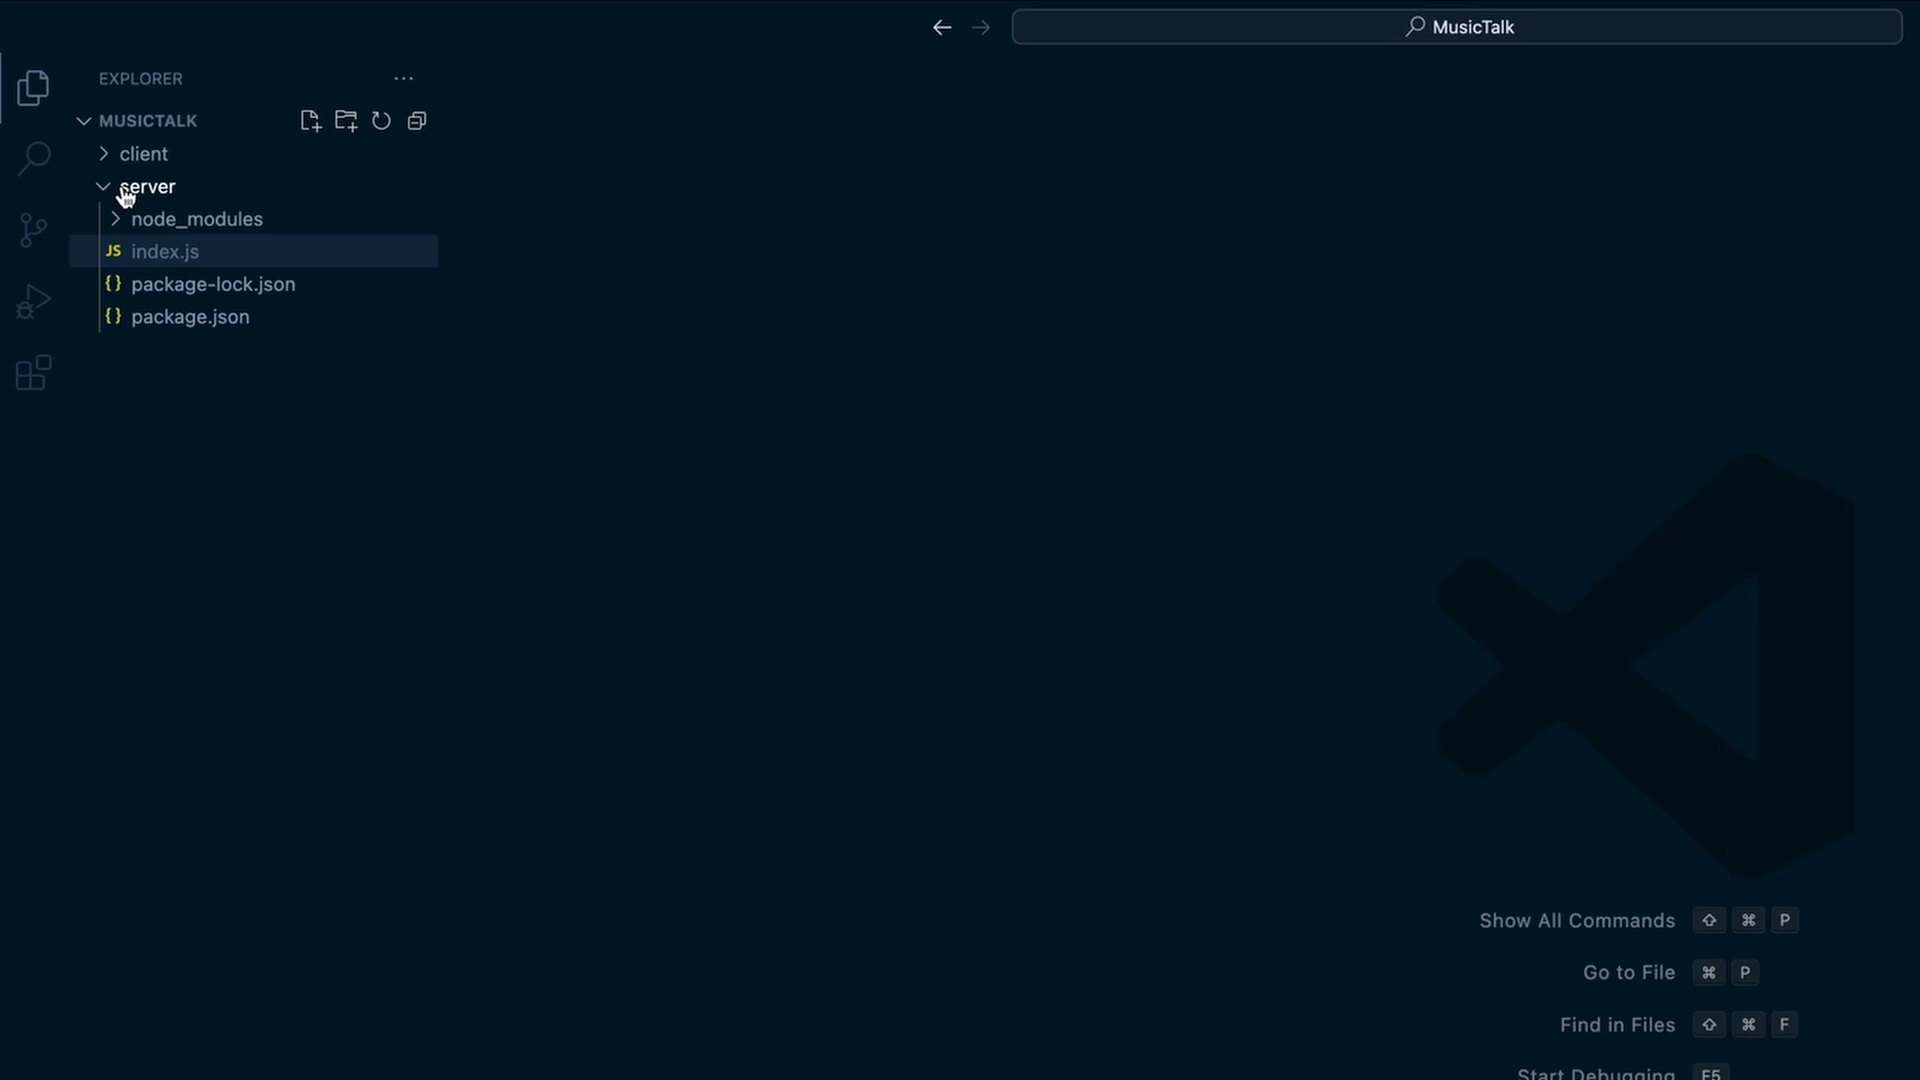 MusicTalk
EXPLORER
MUSICTALK
client
server
node_modules
JS index.js
{} package-lock.json
{} package.json
Show All Commands ⇧ ⌘ P
Go to File ⌘ P
Find in Files ⇧ ⌘ F
Start Debugging F5